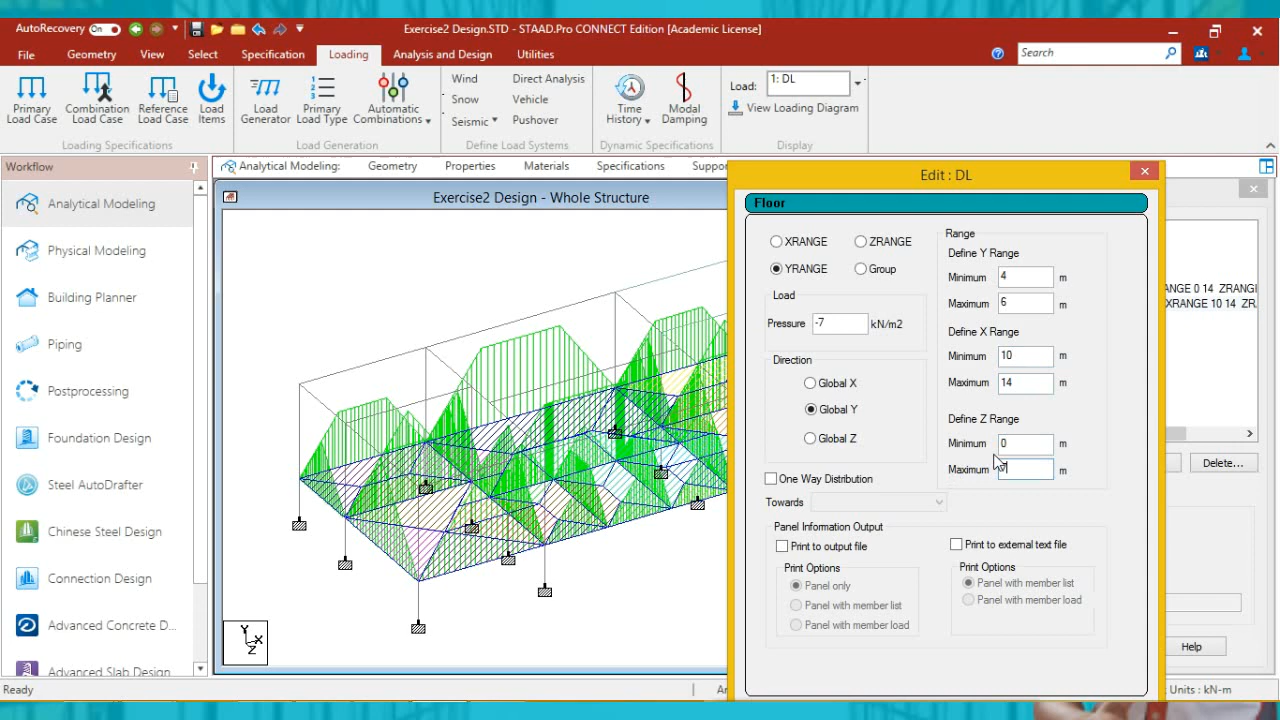 AutoRecovery On
Exercise2 Design.STD - STAAD.Pro CONNECT Edition [Academic License]
File Geometry View Select Specification Loading Analysis and Design Utilities
Search
Primary Load Case
Combination Load Case
Reference Load Case
Load Items
Load Generator
Primary Load Type
Automatic Combinations
Wind
Snow
Seismic
Direct Analysis
Vehicle
Pushover
Time History
Modal Damping
Load: 1: DL
View Loading Diagram
Loading Specifications
Load Generation
Define Load Systems
Dynamic Specifications
Display
Workflow
Analytical Modeling
Physical Modeling
Building Planner
Piping
Postprocessing
Foundation Design
Steel AutoDrafter
Chinese Steel Design
Connection Design
Advanced Concrete D...
Advanced Slab Design
Analytical Modeling: Geometry Properties Materials Specifications Suppor
Exercise2 Design - Whole Structure
Y
X
Z
Edit : DL
Floor
XRANGE ZRANGE
YRANGE Group
Load
Pressure -7 kN/m2
Direction
Global X
Global Y
Global Z
One Way Distribution
Towards
Range
Define Y Range
Minimum 4 m
Maximum 6 m
Define X Range
Minimum 10 m
Maximum 14 m
Define Z Range
Minimum 0 m
Maximum m
Panel Information Output
Print to output file
Print Options
Panel only
Panel with member list
Panel with member load
Print to external text file
Print Options
Panel with member list
Panel with member load
ANGE 0 14 ZRANGI
XRANGE 10 14 ZR
Delete...
Help
Ready
Units : kN-m